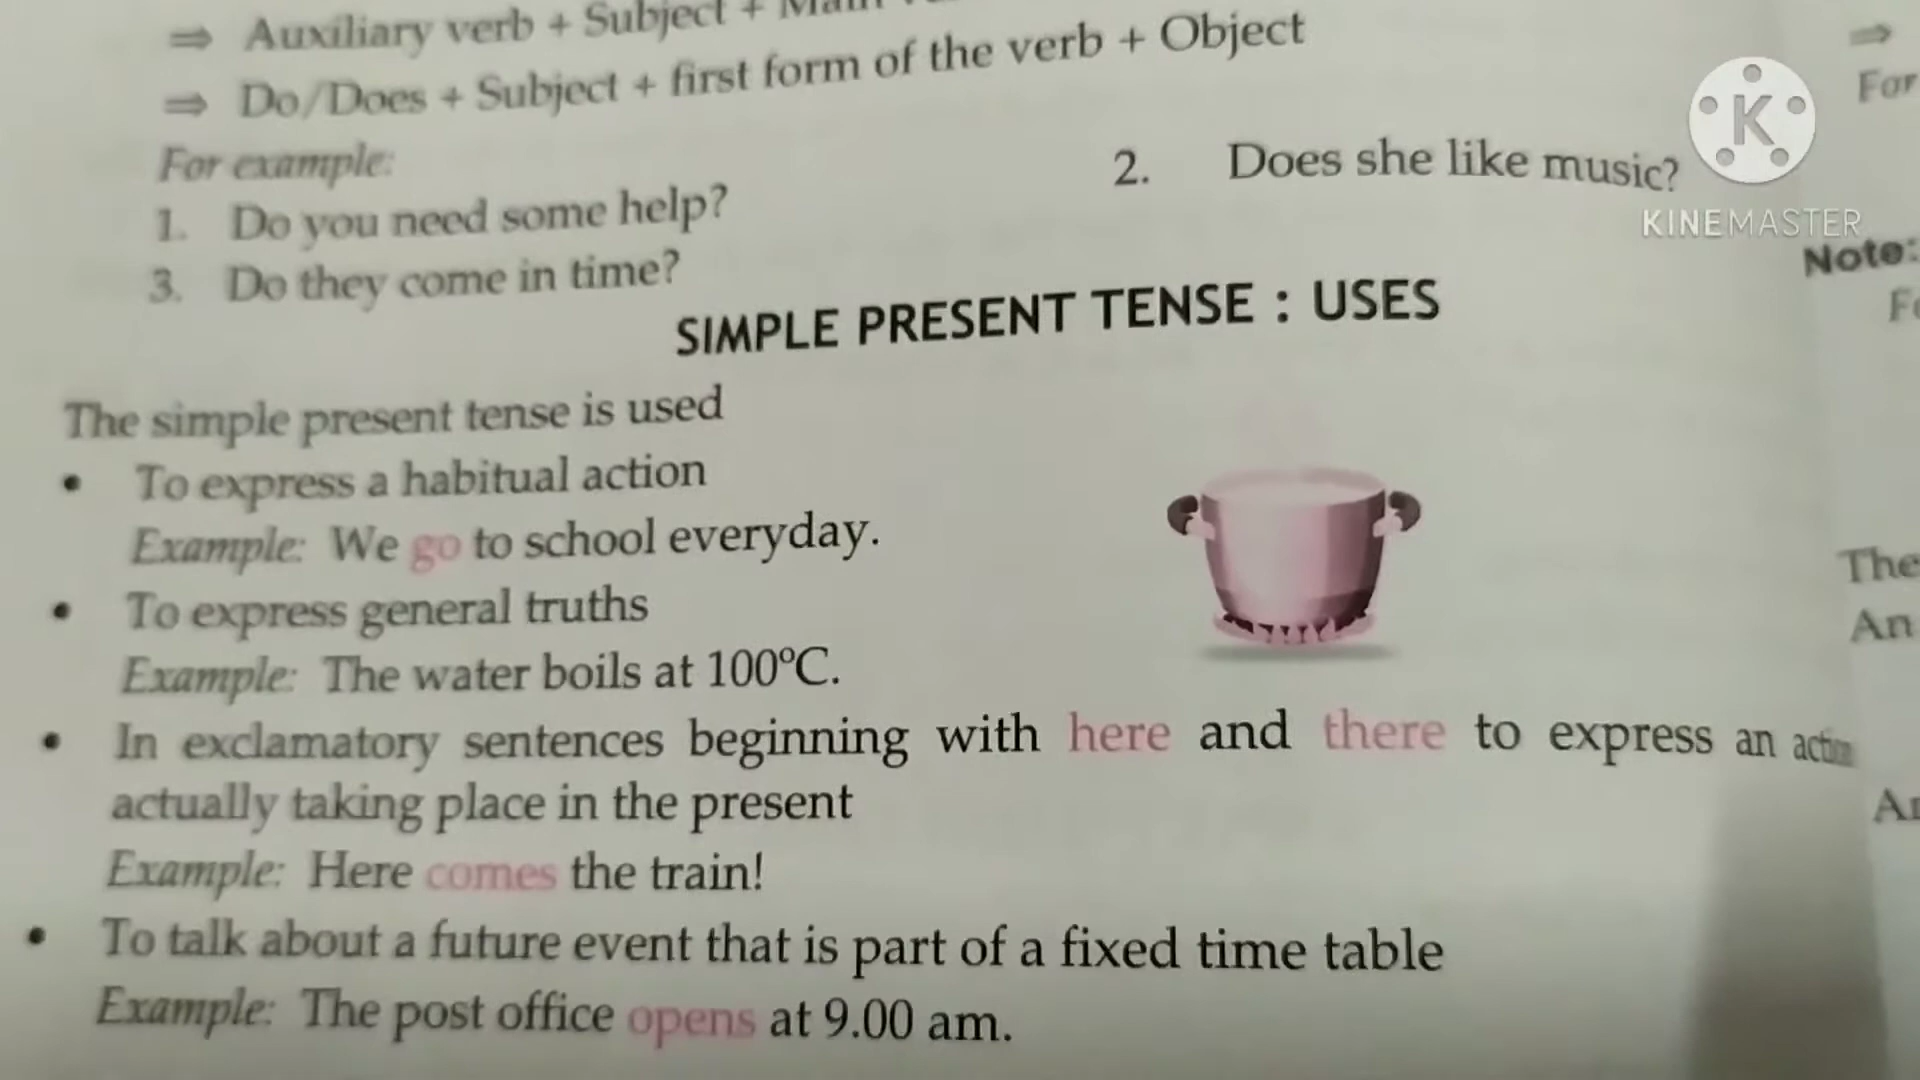 ⇒ Auxiliary verb + Subject + Main
⇒ Do/Does + Subject + first form of the verb + Object
For example:
1. Do you need some help?
2. Does she like music?
3. Do they come in time?
SIMPLE PRESENT TENSE : USES
The simple present tense is used
• To express a habitual action
Example: We go to school everyday.
• To express general truths
Example: The water boils at 100°C.
• In exclamatory sentences beginning with here and there to express an action
actually taking place in the present
Example: Here comes the train!
• To talk about a future event that is part of a fixed time table
Example: The post office opens at 9.00 am.
K
KINEMASTER
⇒
For
Note:
The
An